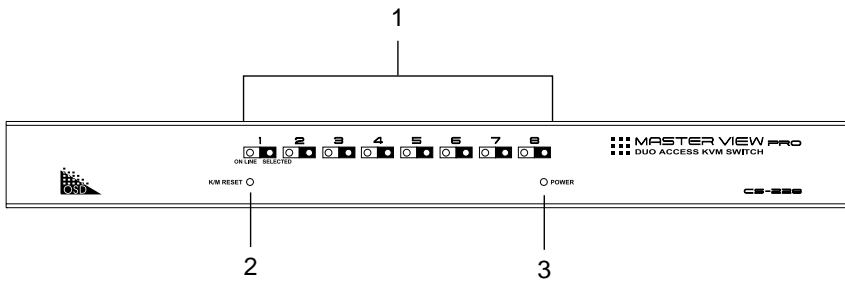 1
1 2 3 4 5 6 7 8
ON LINE SELECTED
MASTER VIEW PRO
DUO ACCESS KVM SWITCH
K/M RESET
POWER
OSD
CS-228
2
3